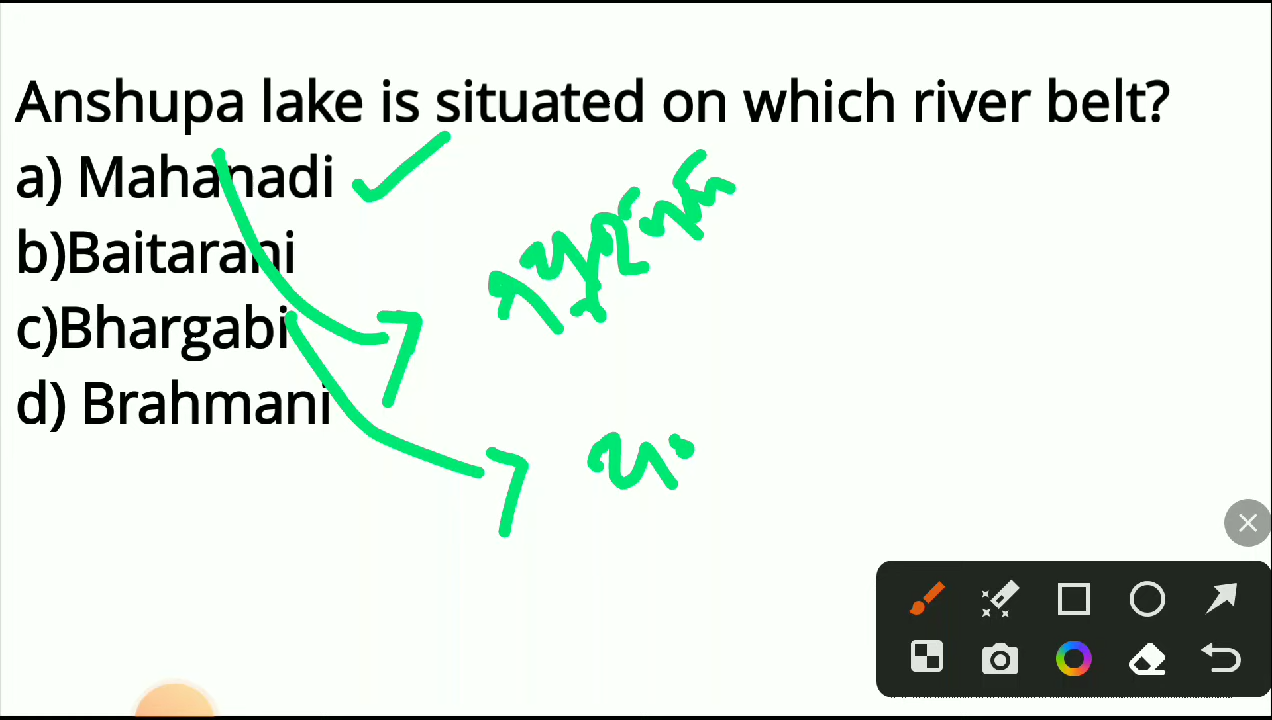 Anshupa lake is situated on which river belt?
a) Mahanadi
b)Baitarani
c)Bhargabi
d) Brahmani